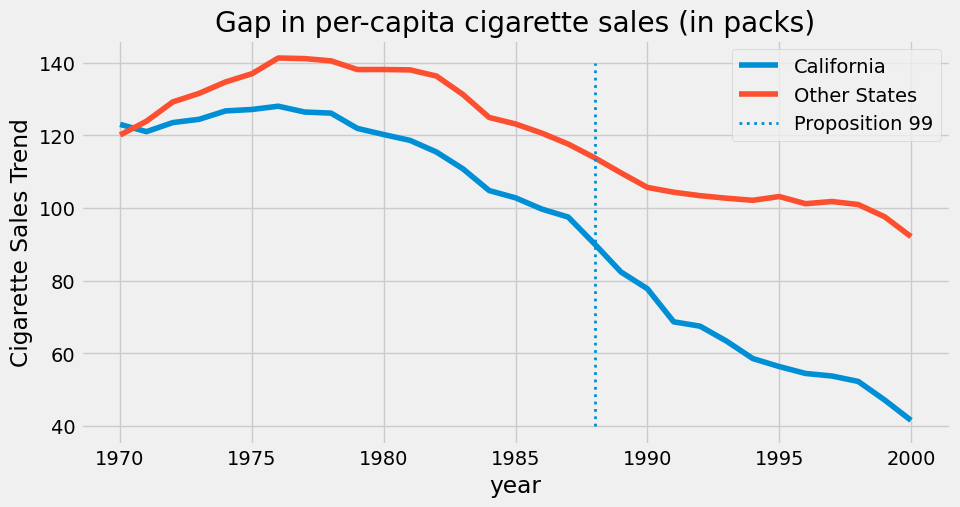 Gap in per-capita cigarette sales (in packs)
Cigarette Sales Trend
140
120
100
80
60
40
California
Other States
Proposition 99
1970 1975 1980 1985 1990 1995 2000
year